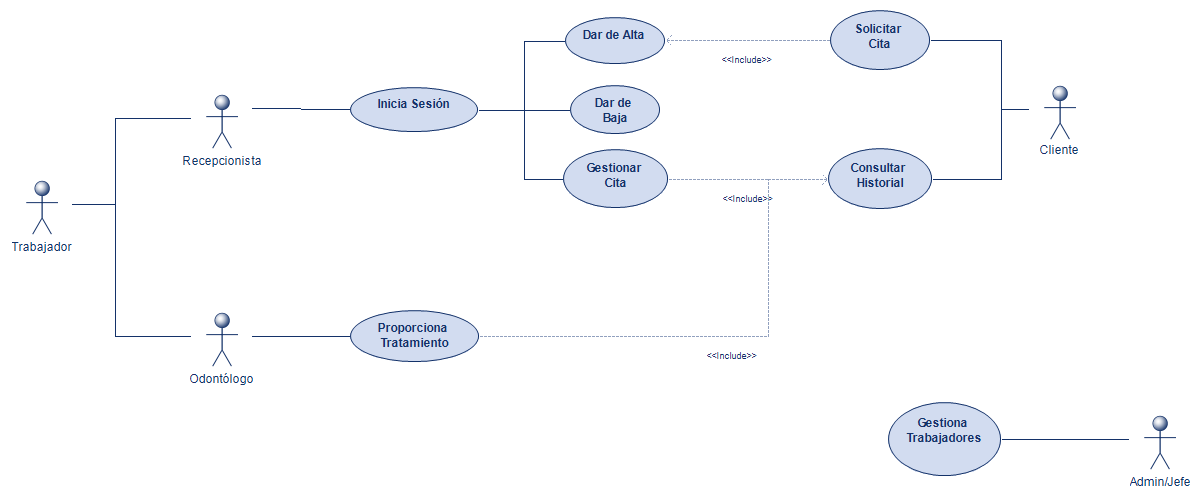 Dar de Alta
Solicitar
Cita
<<Include>>
Inicia Sesión
Dar de
Baja
Recepcionista
Cliente
Gestionar
Cita
Consultar
Historial
<<Include>>
Trabajador
Proporciona
Tratamiento
<<Include>>
Odontólogo
Gestiona
Trabajadores
Admin/Jefe